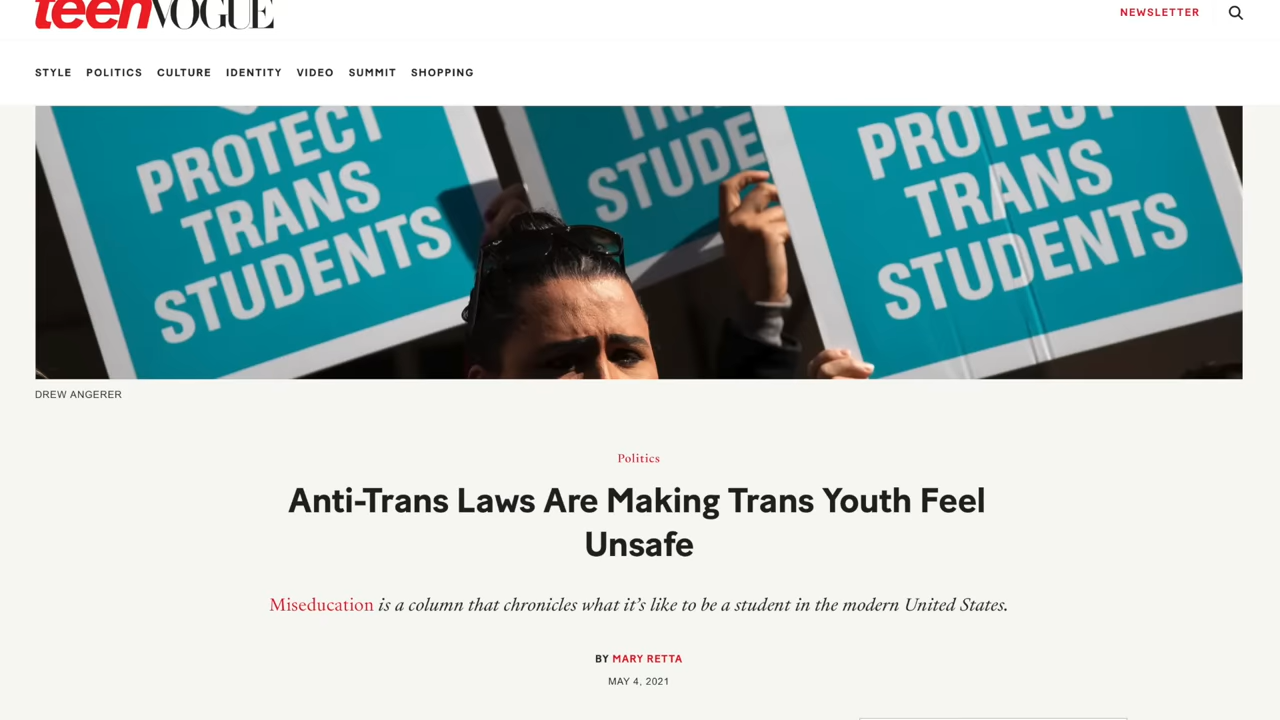 teenVOGUE
NEWSLETTER
STYLE POLITICS CULTURE IDENTITY VIDEO SUMMIT SHOPPING
PROTECT
TRANS
STUDENTS
TRANS
STUDE
PROTECT
TRANS
STUDENTS
DREW ANGERER
Politics
Anti-Trans Laws Are Making Trans Youth Feel
Unsafe
Miseducation is a column that chronicles what it’s like to be a student in the modern United States.
BY MARY RETTA
MAY 4, 2021